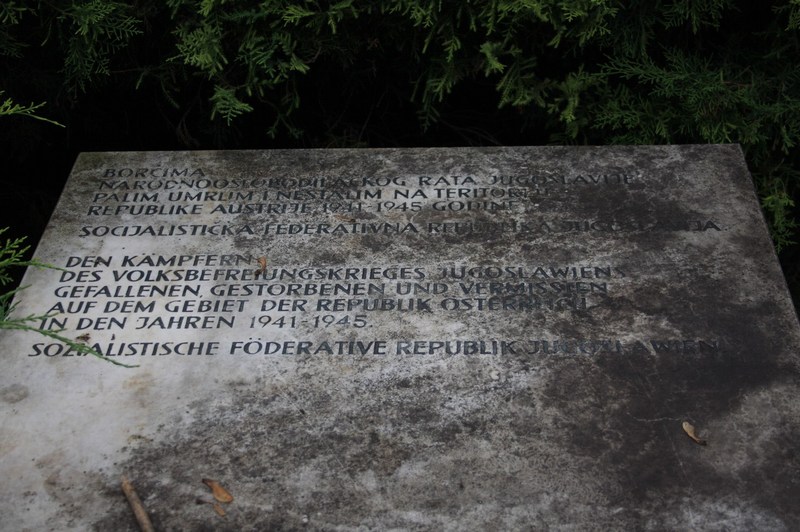 BORCIMA
NARODNOOSLOBODILAČKOG RATA JUGOSLAVIJE
PALIM UMRLIM I NESTALIM NA TERITORIJI
REPUBLIKE AUSTRIJE 1941-1945 GODINE
SOCIJALISTIČKA FEDERATIVNA REPUBLIKA JUGOSLAVIJA
DEN KÄMPFERN
DES VOLKSBEFREIUNGSKRIEGES JUGOSLAWIENS
GEFALLENEN, GESTORBENEN UND VERMISSTEN
AUF DEM GEBIET DER REPUBLIK ÖSTERREICH
IN DEN JAHREN 1941-1945
SOZIALISTISCHE FÖDERATIVE REPUBLIK JUGOSLAWIEN